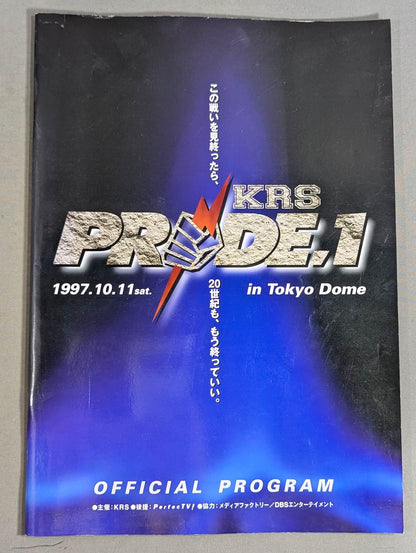 この戦いを見終ったら、
KRS
PRIDE.1
1997.10.11sat.
in Tokyo Dome
20世紀も、もう終っていい。
OFFICIAL PROGRAM
●主催:KRS●後援:PerfecTV!●協力:メディアファクトリー/DBSエンターテイメント